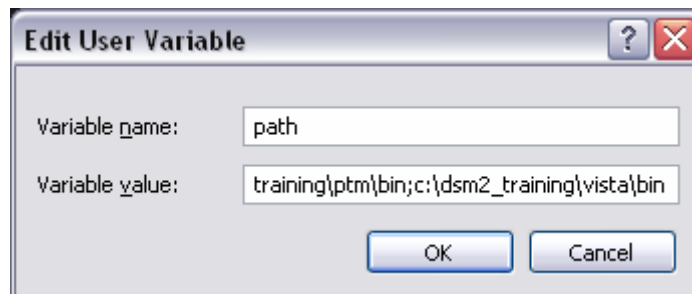 Edit User Variable
?
Variable name: path
Variable value: training\ptm\bin;c:\dsm2_training\vista\bin
OK Cancel